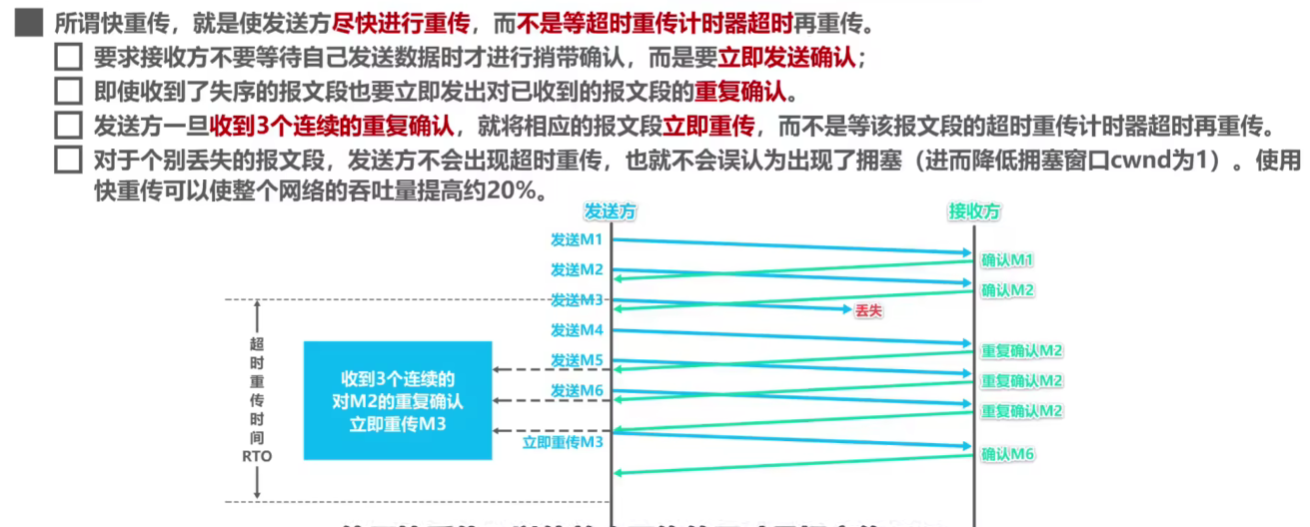 所谓快重传，就是使发送方尽快进行重传，而不是等超时重传计时器超时再重传。
要求接收方不要等待自己发送数据时才进行捎带确认，而是要立即发送确认；
即使收到了失序的报文段也要立即发出对已收到的报文段的重复确认。
发送方一旦收到3个连续的重复确认，就将相应的报文段立即重传，而不是等该报文段的超时重传计时器超时再重传。
对于个别丢失的报文段，发送方不会出现超时重传，也就不会误认为出现了拥塞（进而降低拥塞窗口cwnd为1）。使用
快重传可以使整个网络的吞吐量提高约20%。
发送方
接收方
发送M1
确认M1
发送M2
确认M2
发送M3
丢失
发送M4
重复确认M2
发送M5
重复确认M2
发送M6
重复确认M2
立即重传M3
确认M6
超时重传时间
RTO
收到3个连续的
对M2的重复确认
立即重传M3